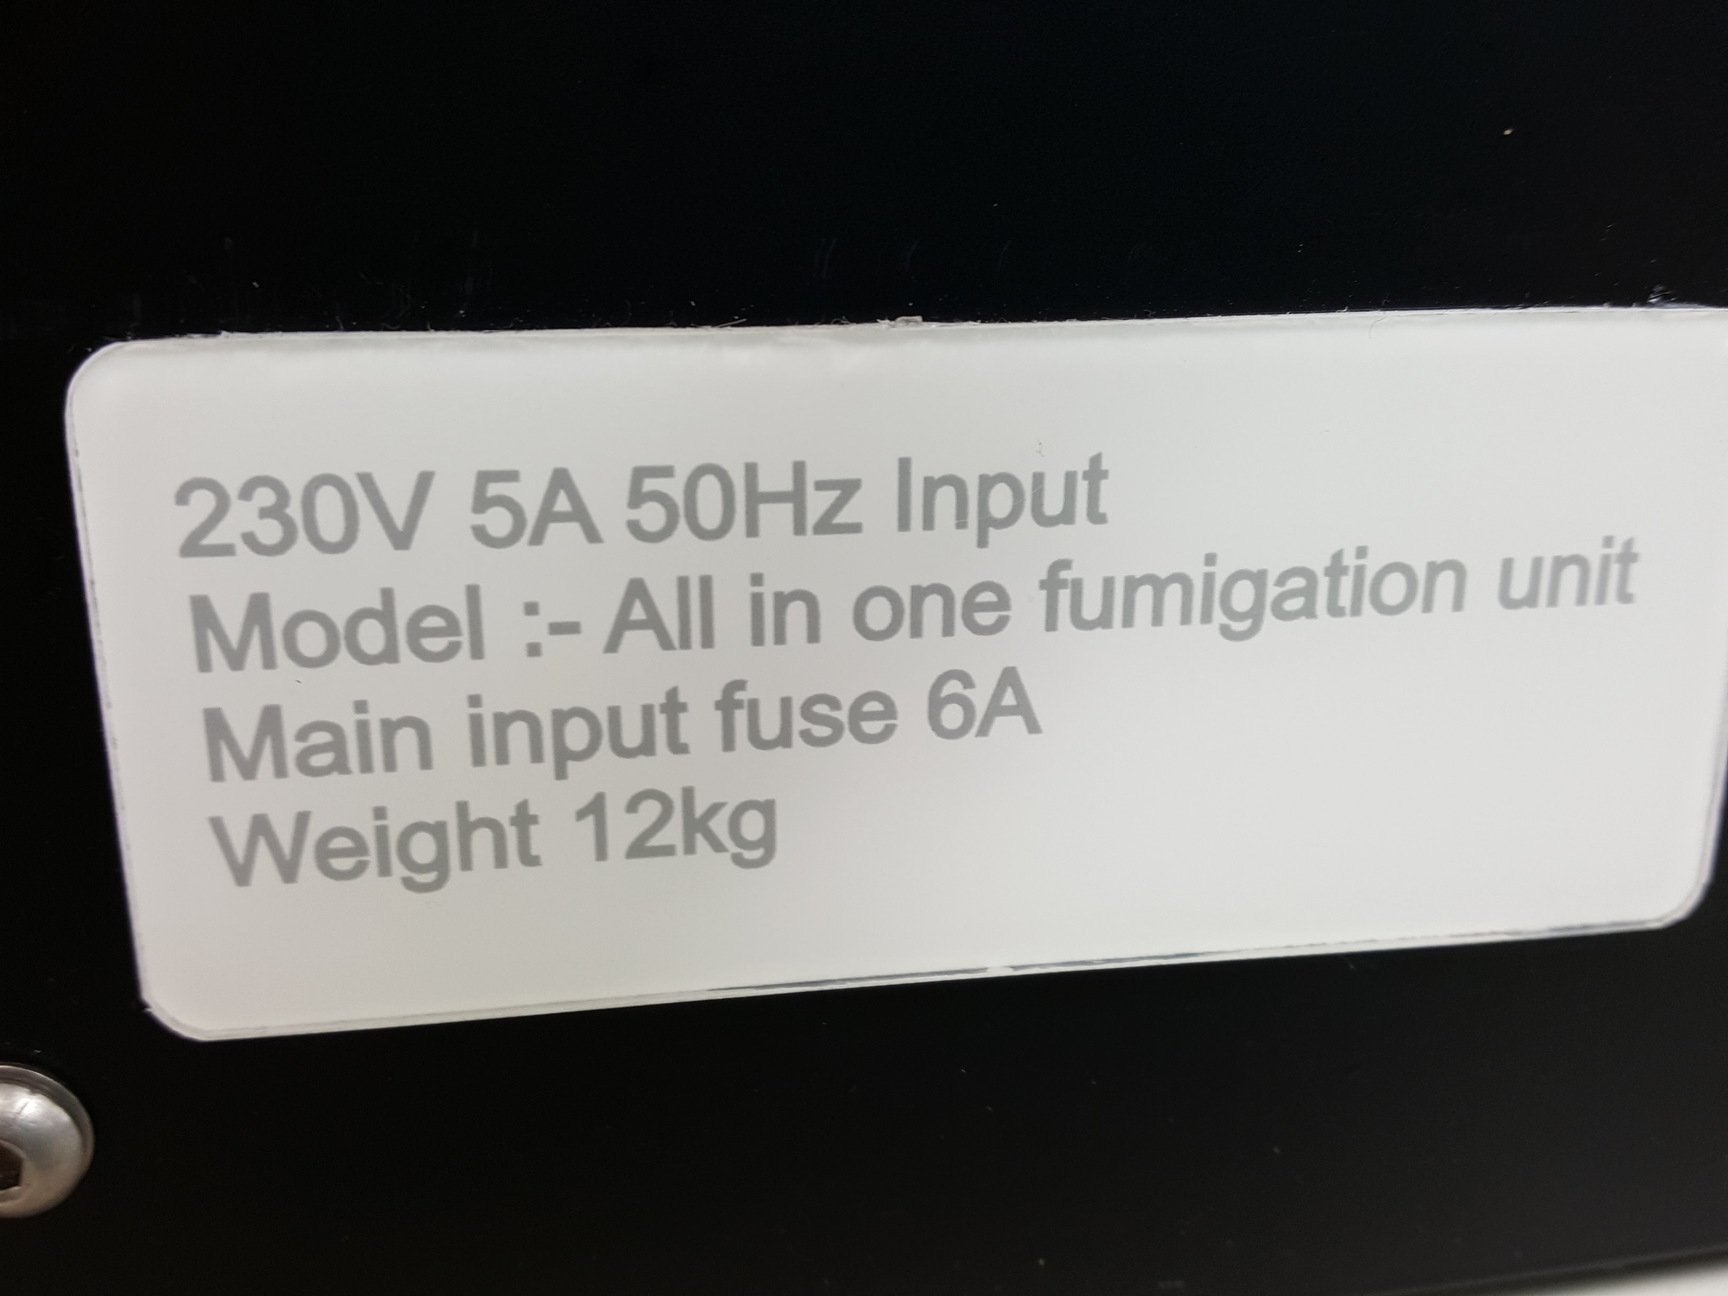 230V 5A 50Hz Input
Model :- All in one fumigation unit
Main input fuse 6A
Weight 12kg